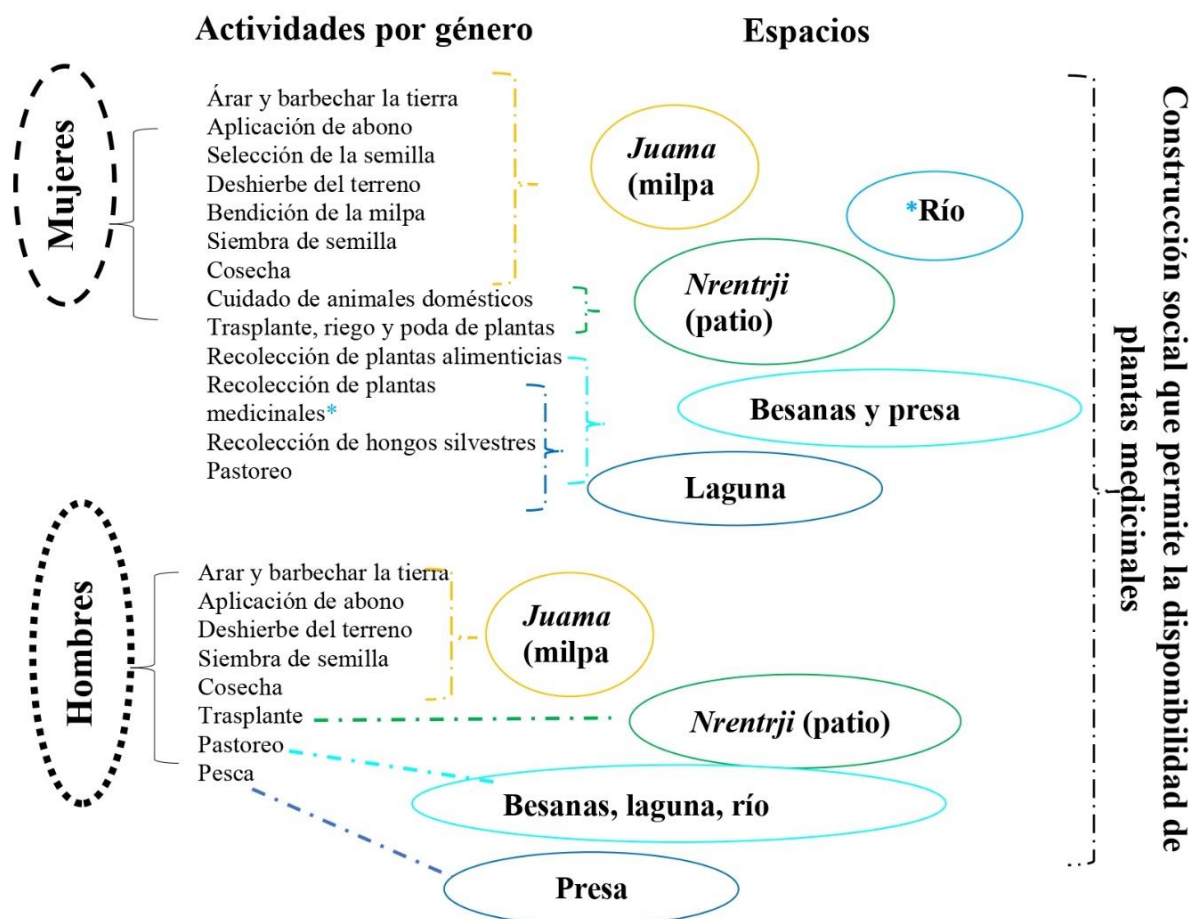 Actividades por género
Espacios
Mujeres
Árar y barbechar la tierra
Aplicación de abono
Selección de la semilla
Deshierbe del terreno
Bendición de la milpa
Siembra de semilla
Cosecha
Cuidado de animales domésticos
Trasplante, riego y poda de plantas
Recolección de plantas alimenticias
Recolección de plantas
medicinales*
Recolección de hongos silvestres
Pastoreo
Juama
(milpa
*Río
Nrentrji
(patio)
Besanas y presa
Laguna
Hombres
Arar y barbechar la tierra
Aplicación de abono
Deshierbe del terreno
Siembra de semilla
Cosecha
Trasplante
Pastoreo
Pesca
Juama
(milpa
Nrentrji (patio)
Besanas, laguna, río
Presa
Construcción social que permite la disponibilidad de
plantas medicinales